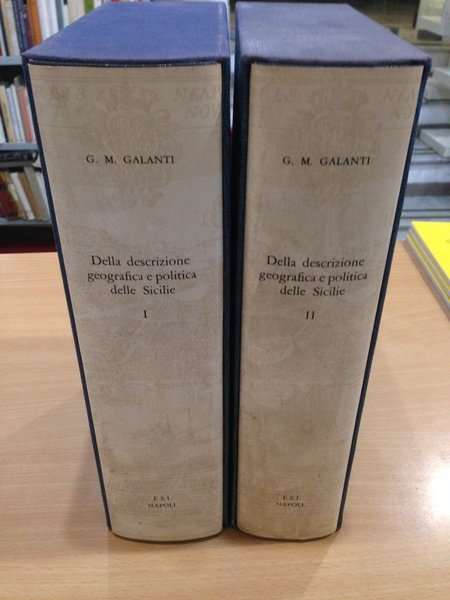 G. M. GALANTI
Della descrizione
geografica e politica
delle Sicilie
I
E.S.I.
NAPOLI
G. M. GALANTI
Della descrizione
geografica e politica
delle Sicilie
II
E.S.I.
NAPOLI